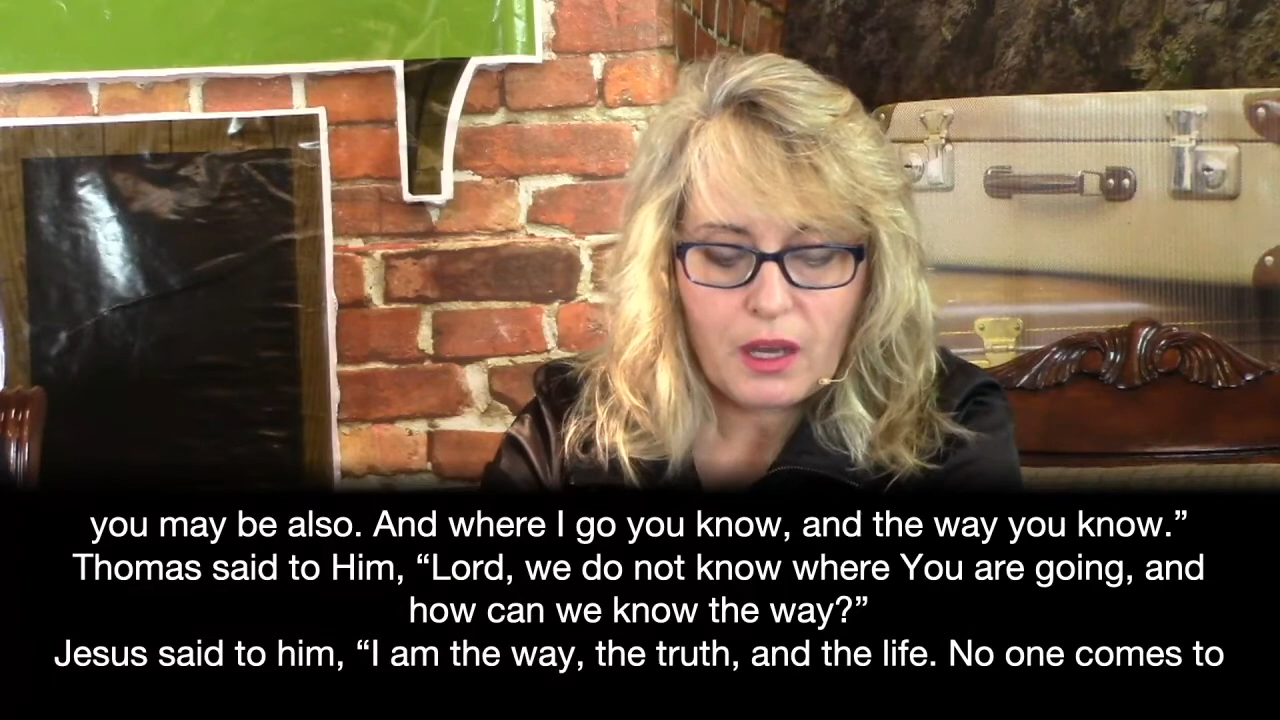 you may be also. And where I go you know, and the way you know.”
Thomas said to Him, “Lord, we do not know where You are going, and
how can we know the way?”
Jesus said to him, “I am the way, the truth, and the life. No one comes to